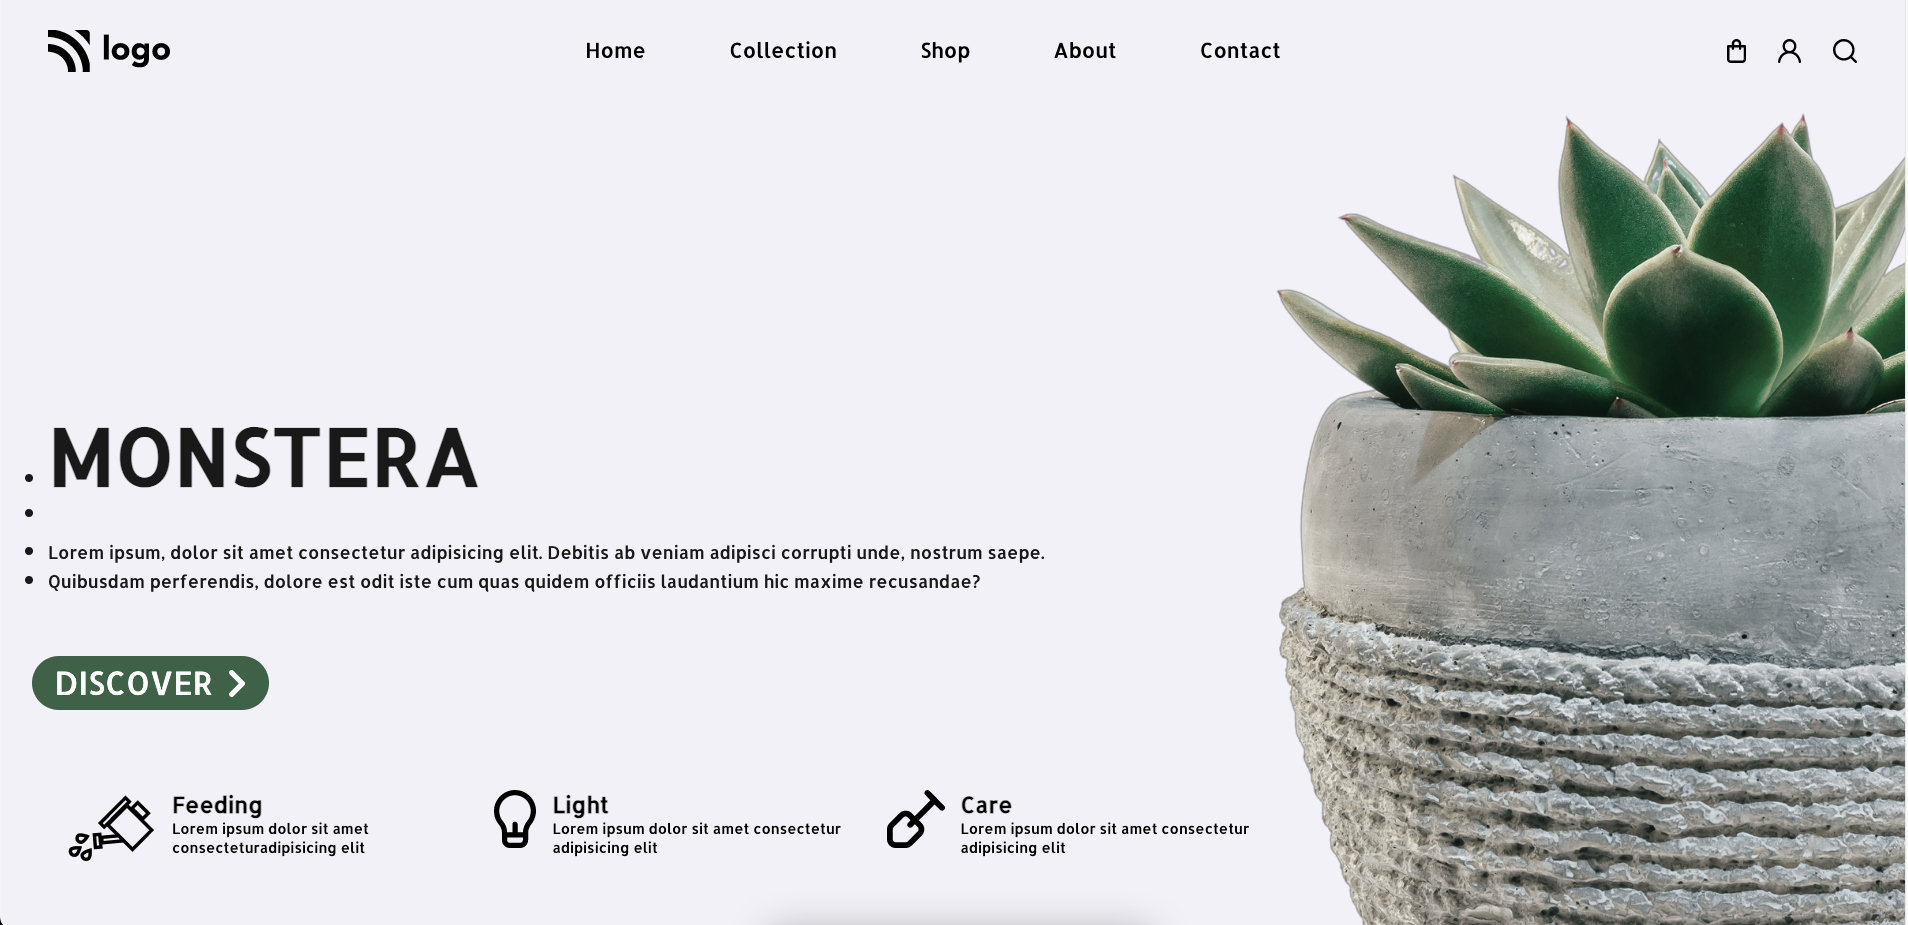 logo
Home Collection Shop About Contact
MONSTERA
Lorem ipsum, dolor sit amet consectetur adipisicing elit. Debitis ab veniam adipisci corrupti unde, nostrum saepe.
Quibusdam perferendis, dolore est odit iste cum quas quidem officiis laudantium hic maxime recusandae?
DISCOVER
Feeding
Lorem ipsum dolor sit amet
consecteturadipisicing elit
Light
Lorem ipsum dolor sit amet consectetur
adipisicing elit
Care
Lorem ipsum dolor sit amet consectetur
adipisicing elit